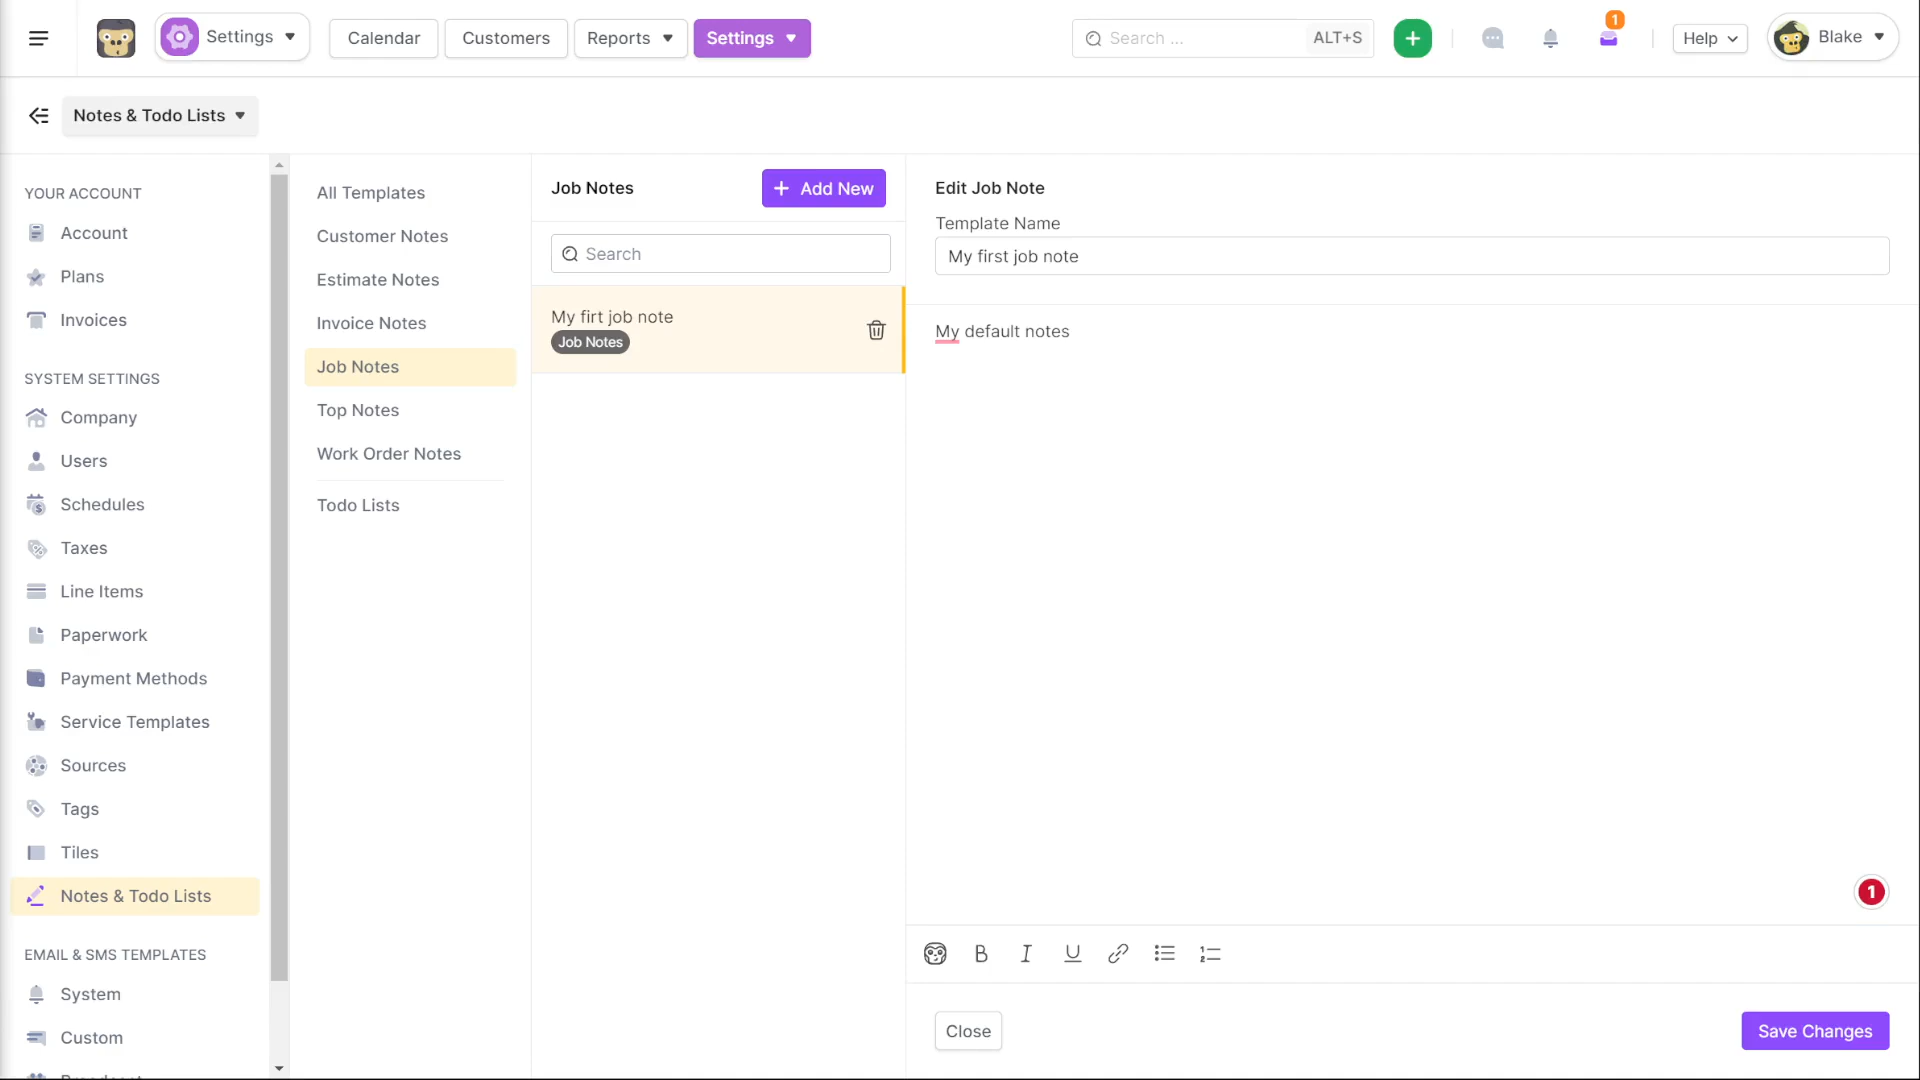 Settings
Calendar
Customers
Reports
Settings
Search ...
ALT+S
1
Help
Blake
Notes & Todo Lists
YOUR ACCOUNT
Account
Plans
Invoices
SYSTEM SETTINGS
Company
Users
Schedules
Taxes
Line Items
Paperwork
Payment Methods
Service Templates
Sources
Tags
Tiles
Notes & Todo Lists
EMAIL & SMS TEMPLATES
System
Custom
All Templates
Customer Notes
Estimate Notes
Invoice Notes
Job Notes
Top Notes
Work Order Notes
Todo Lists
Job Notes
Add New
Search
My firt job note
Job Notes
Edit Job Note
Template Name
My first job note
My default notes
1
Close
Save Changes